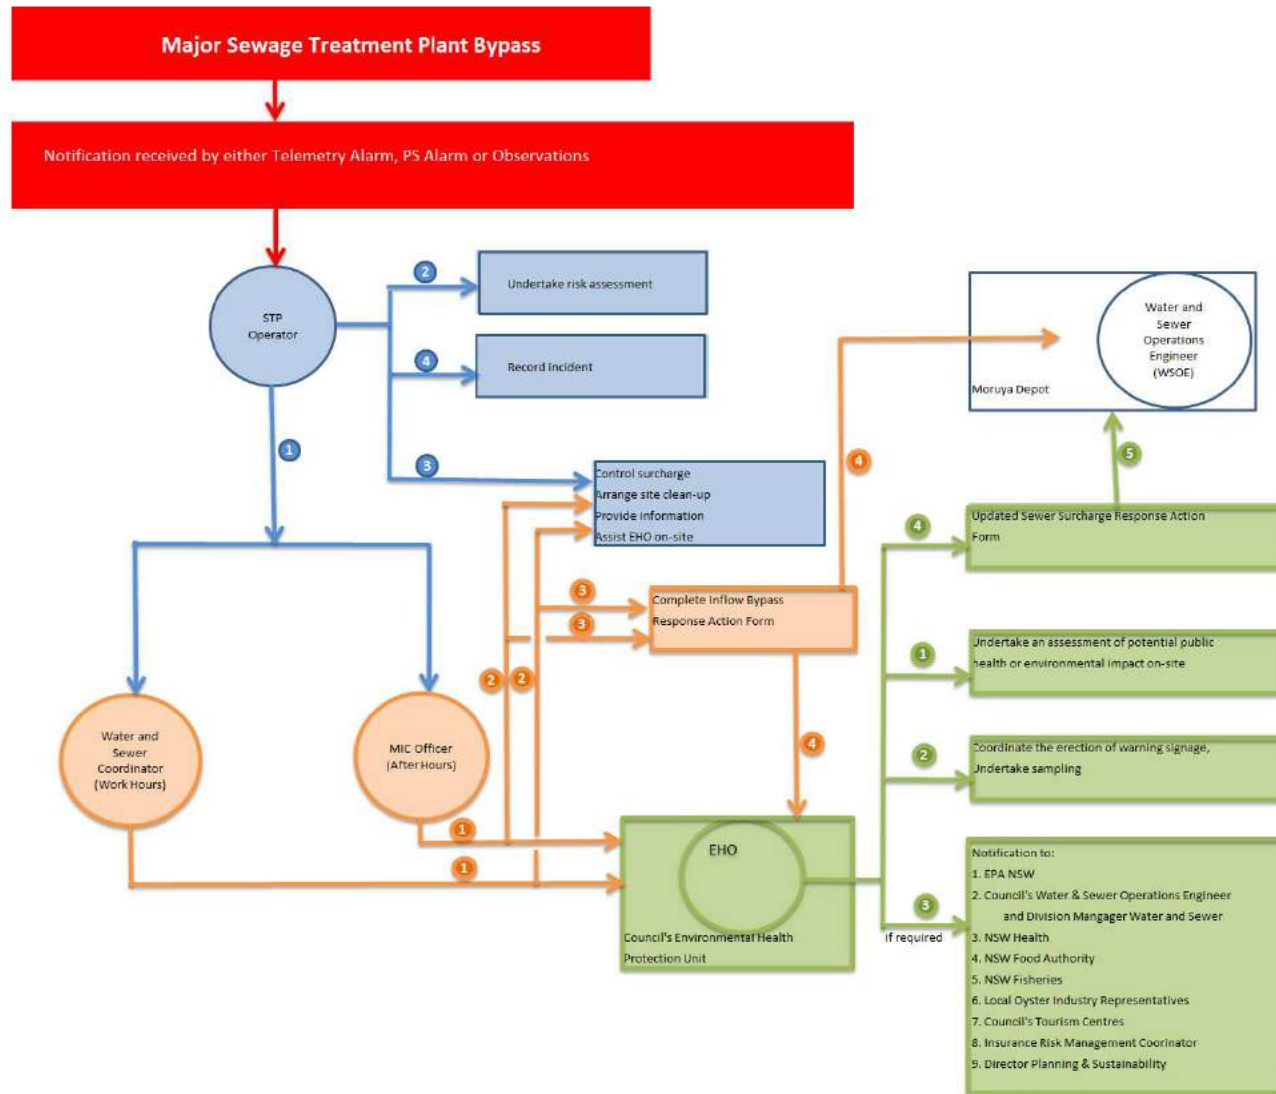 Major Sewage Treatment Plant Bypass
Notification received by either Telemetry Alarm, PS Alarm or Observations
STP
Operator
2
Undertake risk assessment
4
Record incident
1
3
Control surcharge
Arrange site clean-up
Provide information
Assist EHO on-site
Water and
Sewer
Operations
Engineer
(WSOE)
Moruya Depot
4
5
4
Updated Sewer Surcharge Response Action
Form
3
3
Complete Inflow Bypass
Response Action Form
1
Undertake an assessment of potential public
health or environmental impact on-site
2
2
Water and
Sewer
Coordinator
(Work Hours)
MIC Officer
(After Hours)
4
2
Coordinate the erection of warning signage,
Undertake sampling
1
1
EHO
Council's Environmental Health
Protection Unit
3
if required
Notification to:
1. EPA NSW
2. Council's Water & Sewer Operations Engineer
and Division Mangager Water and Sewer
3. NSW Health
4. NSW Food Authority
5. NSW Fisheries
6. Local Oyster Industry Representatives
7. Council's Tourism Centres
8. Insurance Risk Management Coorinator
9. Director Planning & Sustainability